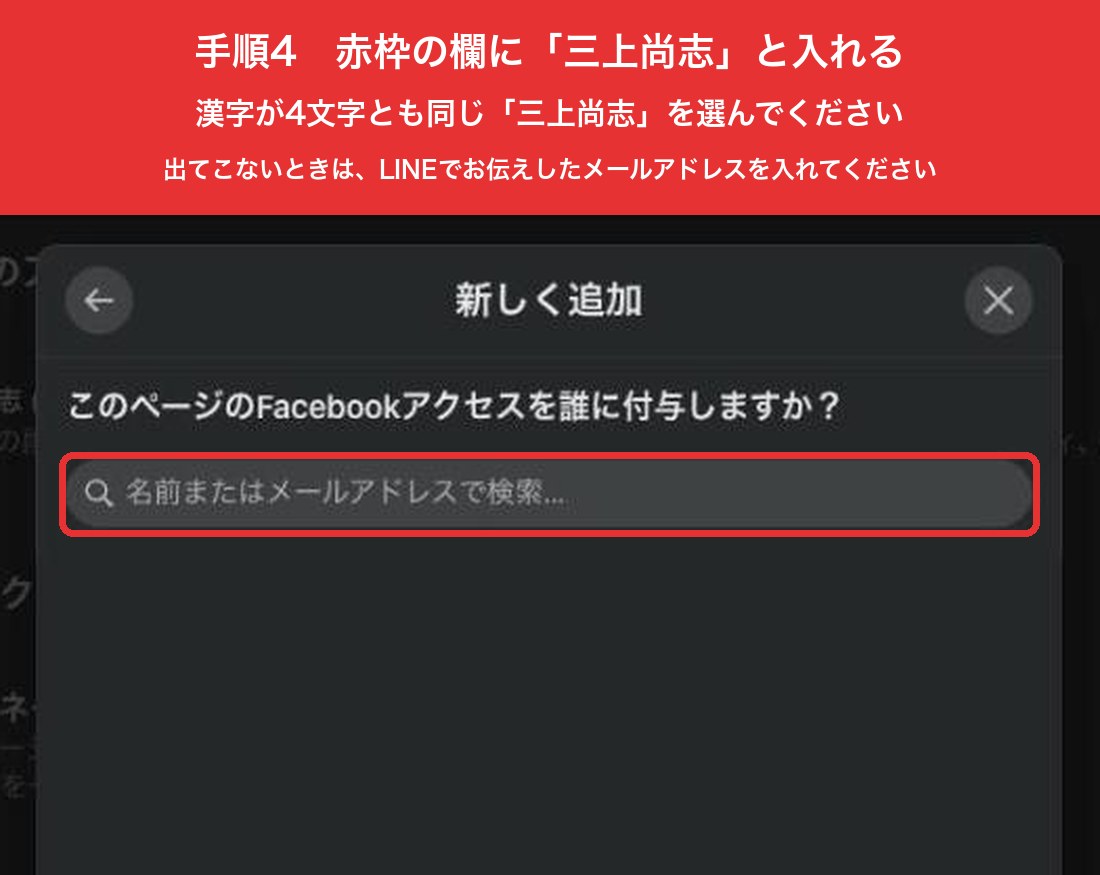 手順4　赤枠の欄に「三上尚志」と入れる
漢字が4文字とも同じ「三上尚志」を選んでください
出てこないときは、LINEでお伝えしたメールアドレスを入れてください
新しく追加
このページのFacebookアクセスを誰に付与しますか？
名前またはメールアドレスで検索...